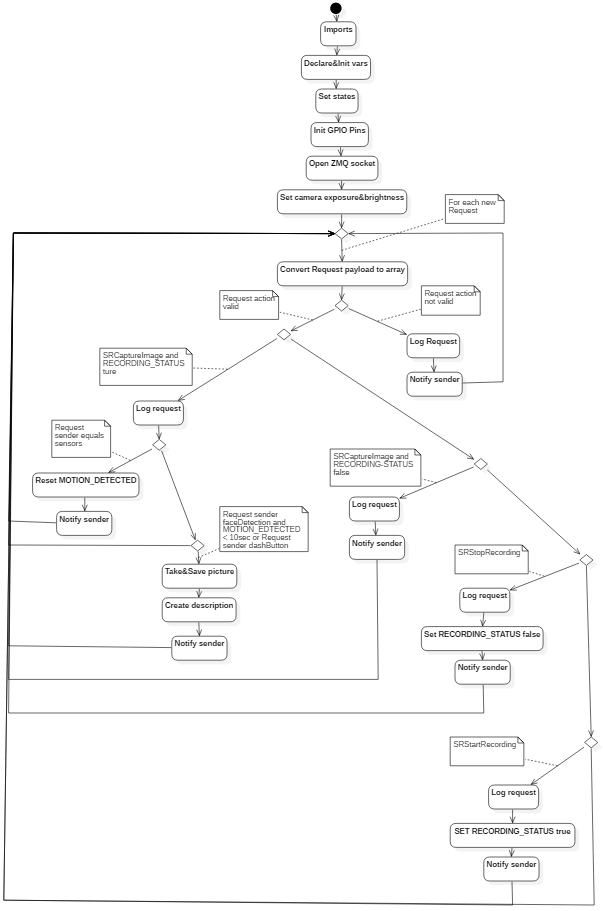 Imports
Declare&Init vars
Set states
Init GPIO Pins
Open ZMQ socket
Set camera exposure&brightness
For each new
Request
Convert Request payload to array
Request action
valid
Request action
not valid
Log Request
Notify sender
SRCaptureImage and
RECORDING_STATUS
ture
Log request
Request
sender equals
sensors
Reset MOTION_DETECTED
Notify sender
SRCaptureImage and
RECORDING-STATUS
false
Log request
Notify sender
Request sender
faceDetection and
MOTION_EDTECTED
< 10sec or Request
sender dashButton
Take&Save picture
Create description
Notify sender
SRStopRecording
Log request
Set RECORDING_STATUS false
Notify sender
SRStartRecording
Log request
SET RECORDING_STATUS true
Notify sender